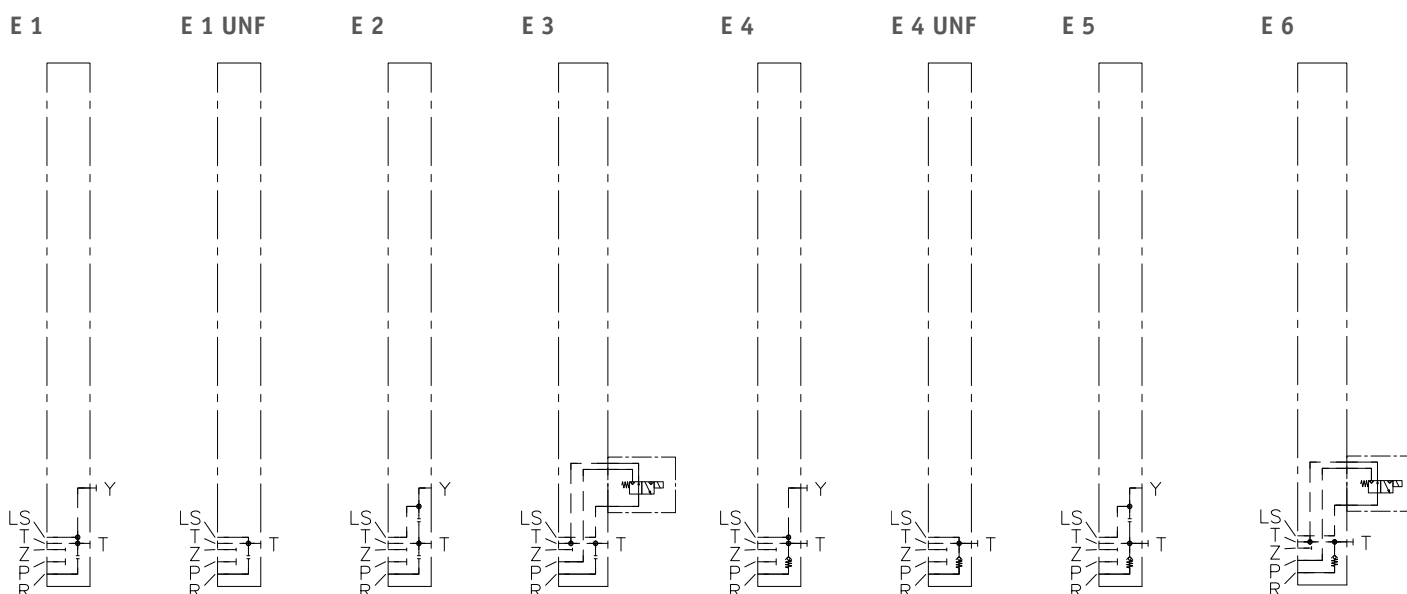 E 1 E 1 UNF E 2 E 3 E 4 E 4 UNF E 5 E 6
Y Y Y Y
LS LS LS LS LS LS LS LS
T T T T T T T T T T T T T T T T
Z Z Z Z Z Z Z Z
P P P P P P P P
R R R R R R R R